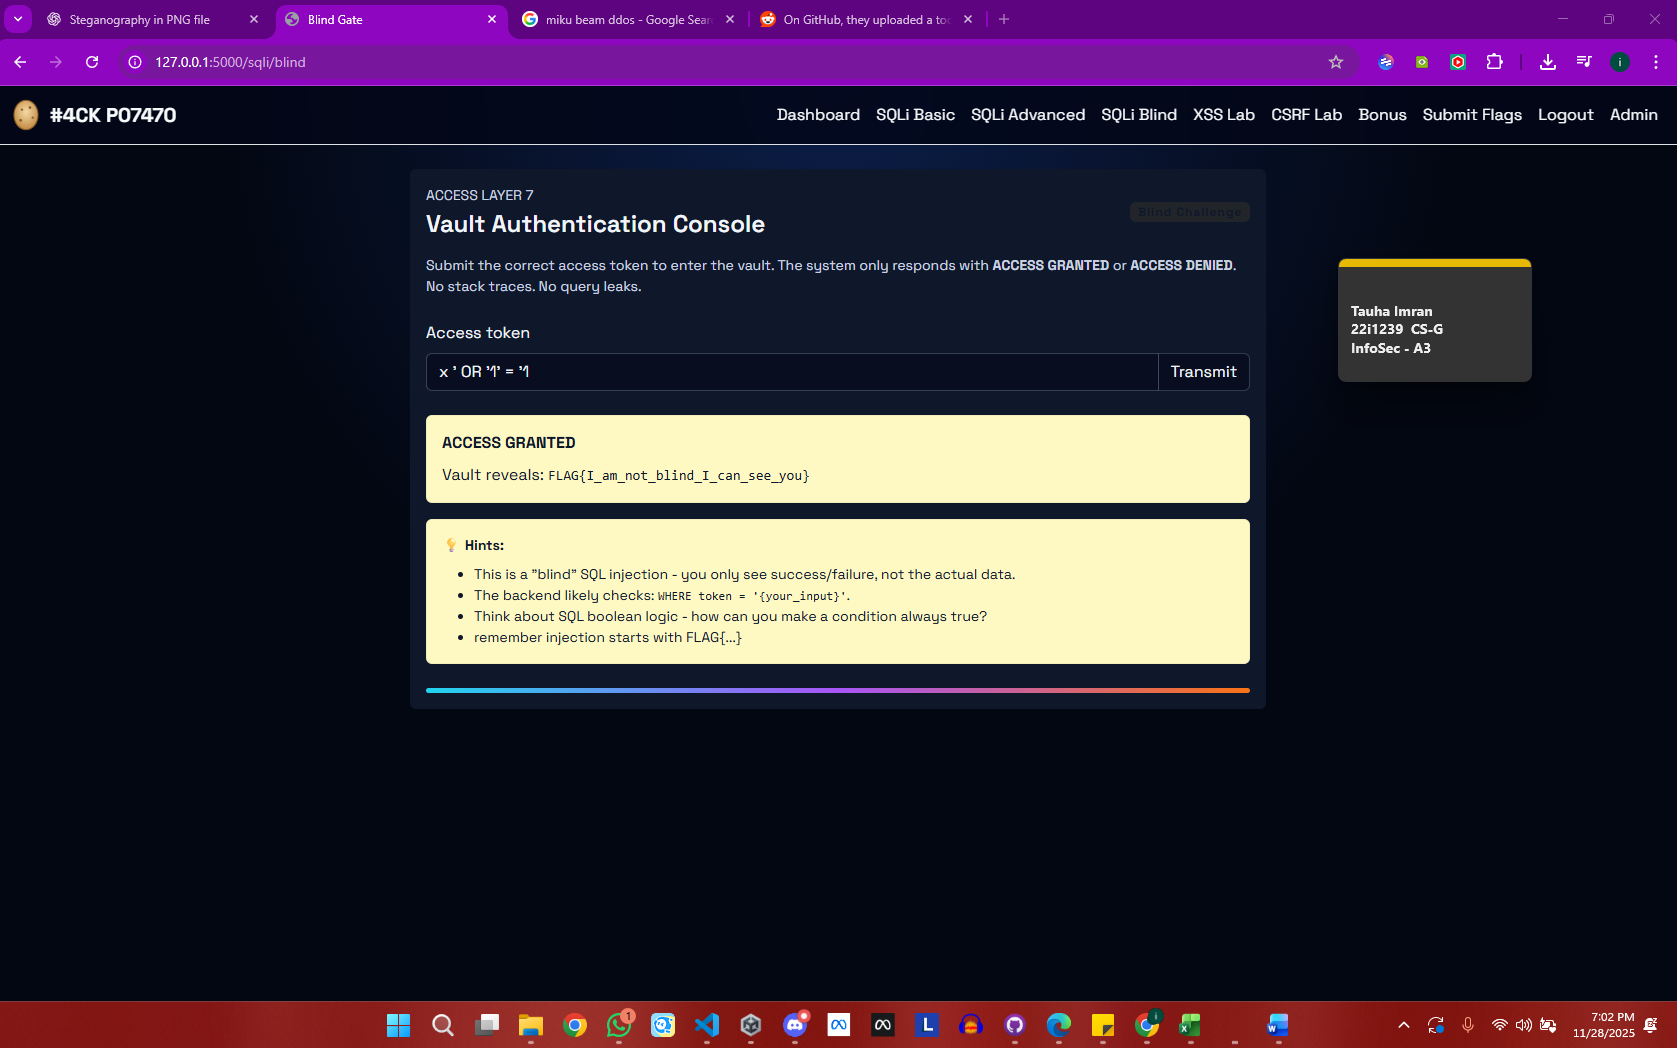 Steganography in PNG file
Blind Gate
miku beam ddos - Google Sear
On GitHub, they uploaded a too
127.0.0.1:5000/sqli/blind
i
#4CK P07470
Dashboard SQLi Basic SQLi Advanced SQLi Blind XSS Lab CSRF Lab Bonus Submit Flags Logout Admin
ACCESS LAYER 7
Vault Authentication Console
Blind Challenge
Submit the correct access token to enter the vault. The system only responds with ACCESS GRANTED or ACCESS DENIED.
No stack traces. No query leaks.
Access token
x ' OR '1' = '1
Transmit
ACCESS GRANTED
Vault reveals: FLAG{I_am_not_blind_I_can_see_you}
Hints:
• This is a "blind" SQL injection - you only see success/failure, not the actual data.
• The backend likely checks: WHERE token = '{your_input}'.
• Think about SQL boolean logic - how can you make a condition always true?
• remember injection starts with FLAG{...}
Tauha Imran
22i1239 CS-G
InfoSec - A3
1
L
7:02 PM
11/28/2025